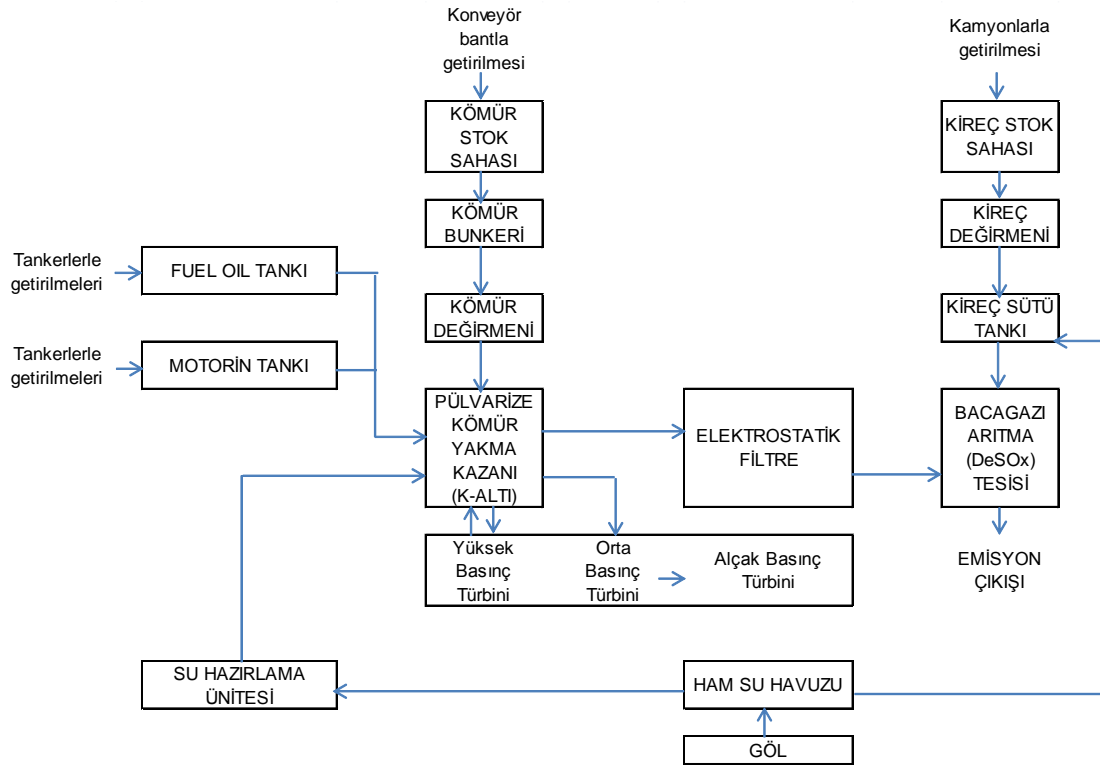 Konveyör
bantla
getirilmesi
Kamyonlarla
getirilmesi
KÖMÜR
STOK
SAHASI
KİREÇ STOK
SAHASI
KÖMÜR
BUNKERİ
KİREÇ
DEĞİRMENİ
Tankerlerle
getirilmeleri
FUEL OIL TANKI
KÖMÜR
DEĞİRMENİ
KİREÇ SÜTÜ
TANKI
Tankerlerle
getirilmeleri
MOTORİN TANKI
PÜLVARİZE
KÖMÜR
YAKMA
KAZANI
(K-ALTI)
ELEKTROSTATİK
FİLTRE
BACAGAZI
ARITMA
(DeSOx)
TESİSİ
Yüksek
Basınç
Türbini
Orta
Basınç
Türbini
Alçak Basınç
Türbini
EMİSYON
ÇIKIŞI
SU HAZIRLAMA
ÜNİTESİ
HAM SU HAVUZU
GÖL